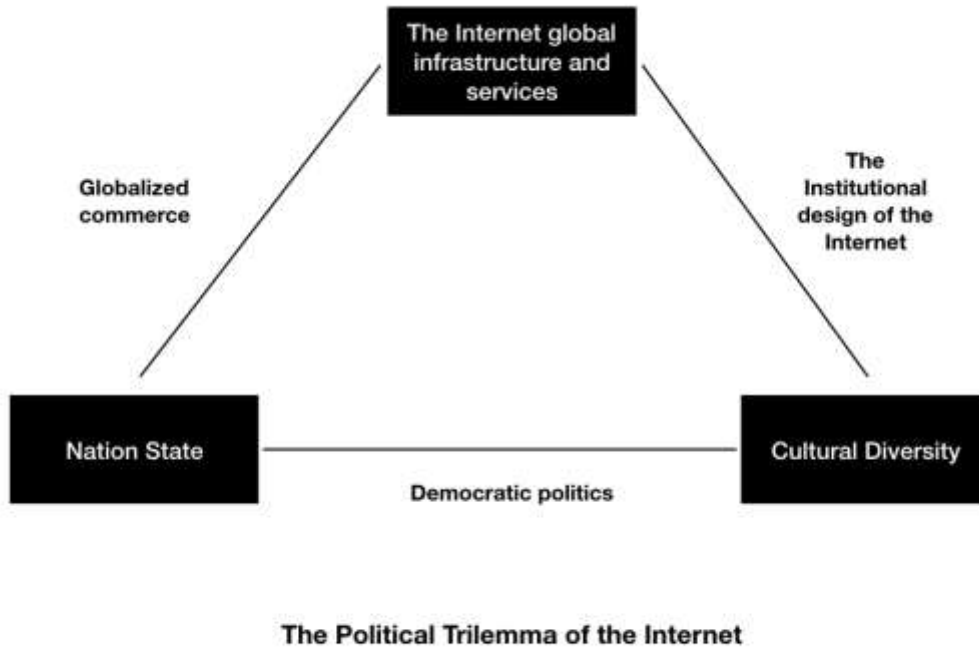 The Internet global
infrastructure and
services
Globalized
commerce
The
Institutional
design of the
Internet
Nation State
Cultural Diversity
Democratic politics
The Political Trilemma of the Internet